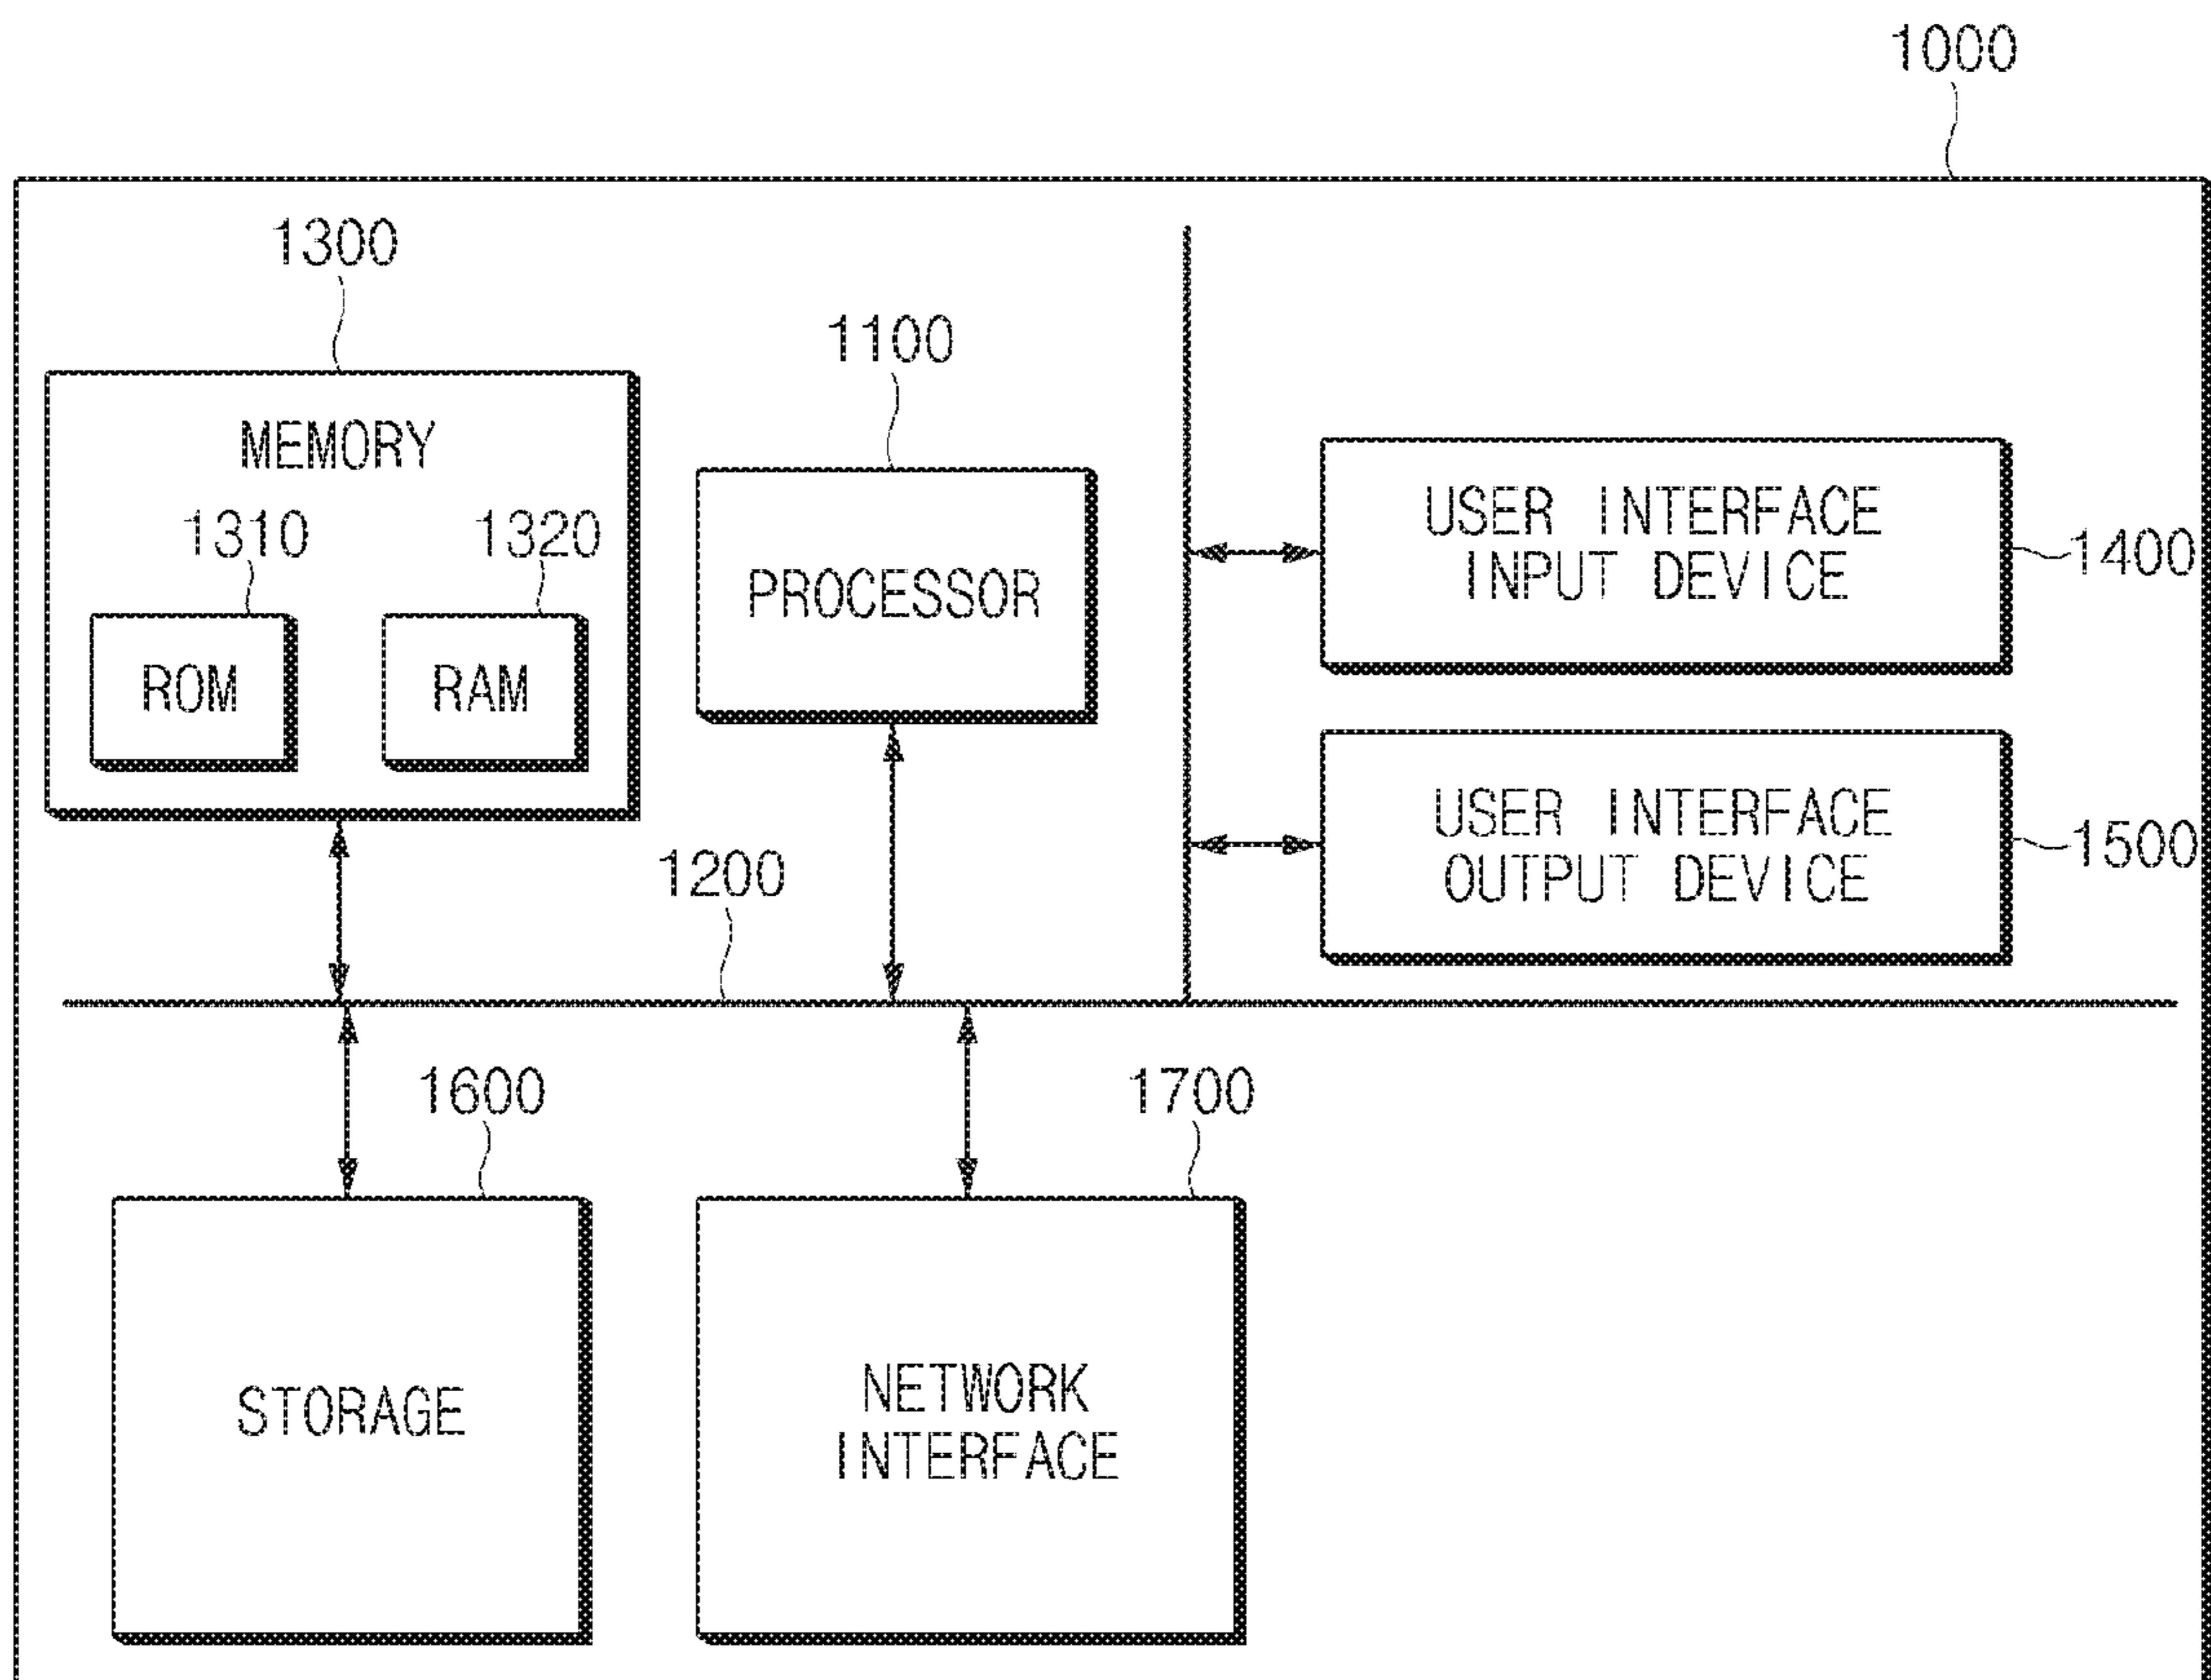 1000
1300
1100
MEMORY
1310
1320
ROM
RAM
PROCESSOR
USER INTERFACE
INPUT DEVICE
1400
USER INTERFACE
OUTPUT DEVICE
1500
1200
1600
1700
STORAGE
NETWORK
INTERFACE